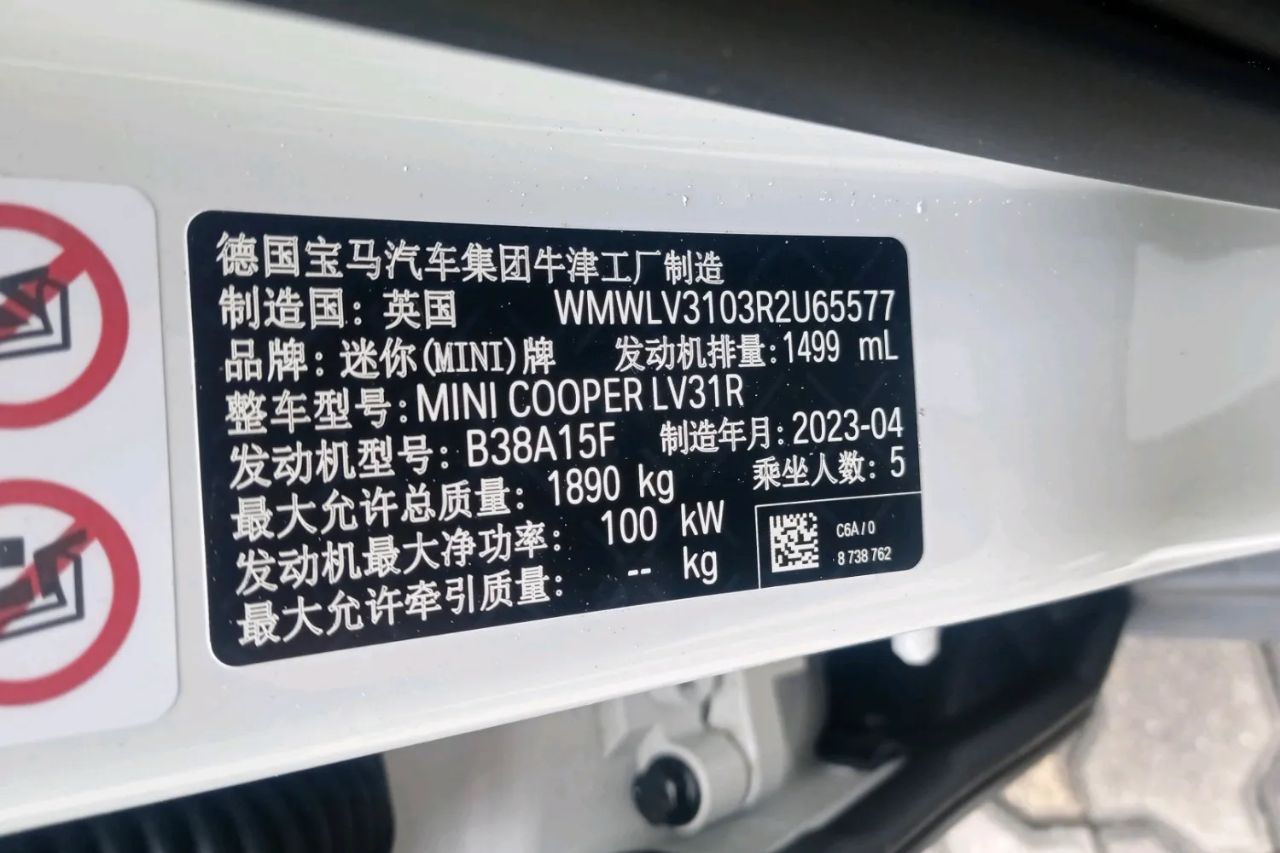 德国宝马汽车集团牛津工厂制造
制造国：英国 WMWLV3103R2U65577
品牌：迷你(MINI)牌 发动机排量：1499 mL
整车型号：MINI COOPER LV31R
发动机型号：B38A15F 制造年月：2023-04
最大允许总质量：1890 kg 乘坐人数：5
发动机最大净功率：100 kW
最大允许牵引质量：-- kg
C6A / 0
8 738 762